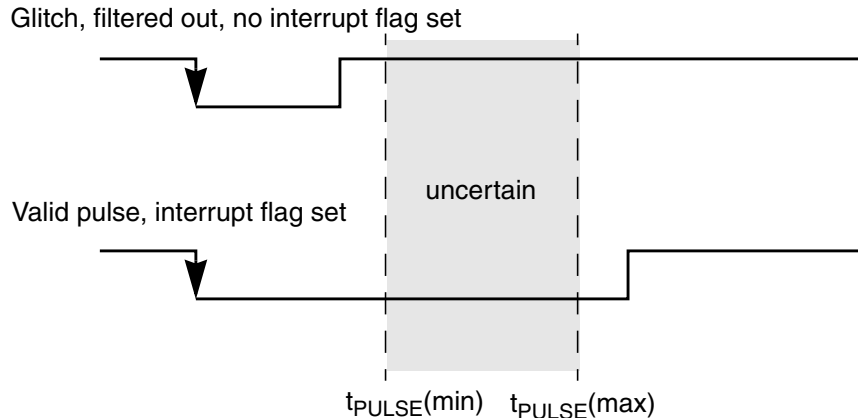 Glitch, filtered out, no interrupt flag set
uncertain
Valid pulse, interrupt flag set
tPULSE(min) tPULSE(max)